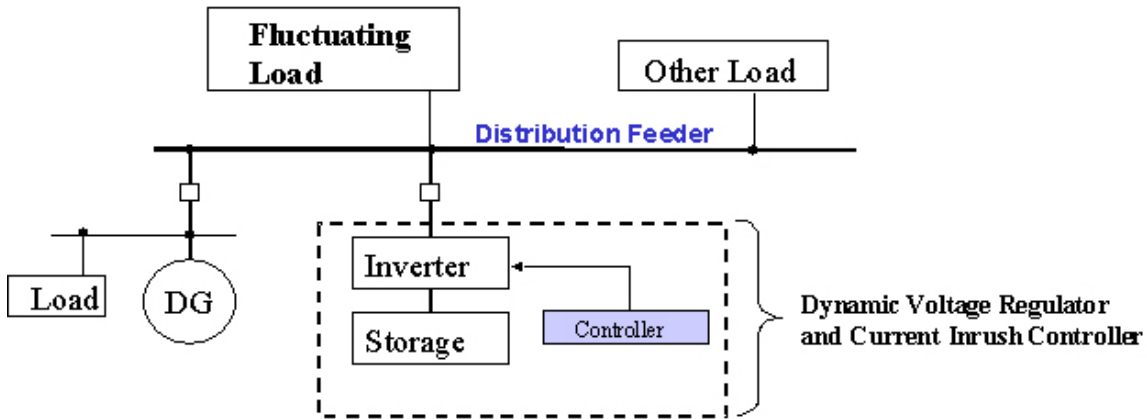 Fluctuating
Load
Other Load
Distribution Feeder
Load
DG
Inverter
Storage
Controller
Dynamic Voltage Regulator
and Current Inrush Controller